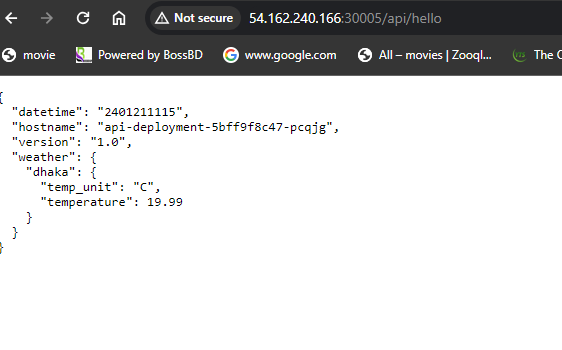 Not secure 54.162.240.166:30005/api/hello
movie Powered by BossBD www.google.com All – movies | Zooql... The C
{
"datetime": "2401211115",
"hostname": "api-deployment-5bff9f8c47-pcqjg",
"version": "1.0",
"weather": {
"dhaka": {
"temp_unit": "C",
"temperature": 19.99
}
}
}